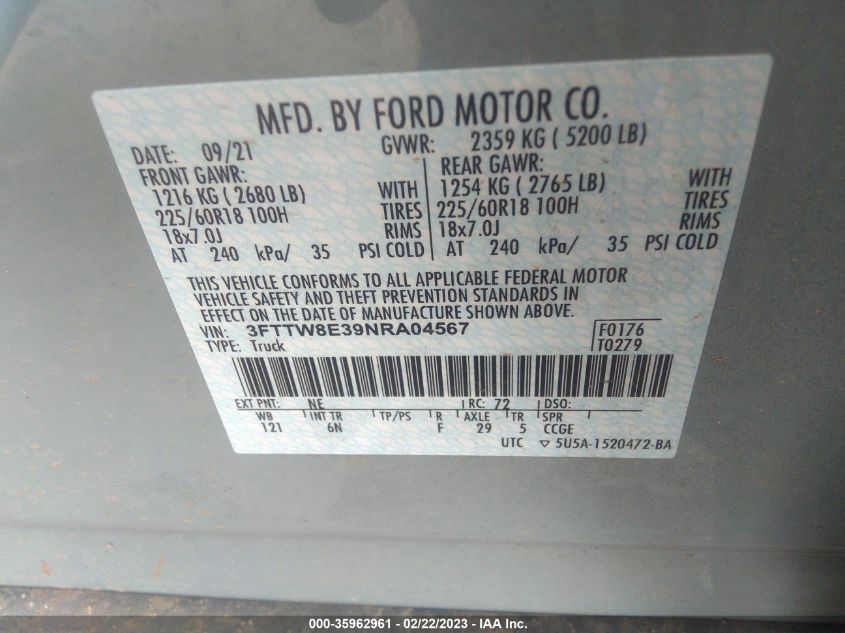 MFD. BY FORD MOTOR CO.
DATE: 09/21 GVWR: 2359 KG ( 5200 LB)
FRONT GAWR: REAR GAWR:
1216 KG ( 2680 LB) WITH 1254 KG ( 2765 LB) WITH
225/60R18 100H TIRES 225/60R18 100H TIRES
18x7.0J RIMS 18x7.0J RIMS
AT 240 kPa/ 35 PSI COLD AT 240 kPa/ 35 PSI COLD
THIS VEHICLE CONFORMS TO ALL APPLICABLE FEDERAL MOTOR
VEHICLE SAFETY AND THEFT PREVENTION STANDARDS IN
EFFECT ON THE DATE OF MANUFACTURE SHOWN ABOVE.
VIN: 3FTTW8E39NRA04567 F0176
TYPE: Truck T0279
EXT PNT: NE RC: 72 DSO:
WB INT TR TP/PS R AXLE TR SPR
121 6N F 29 5 CCGE
UTC ▽ 5U5A-1520472-BA
000-35962961 - 02/22/2023 - IAA Inc.